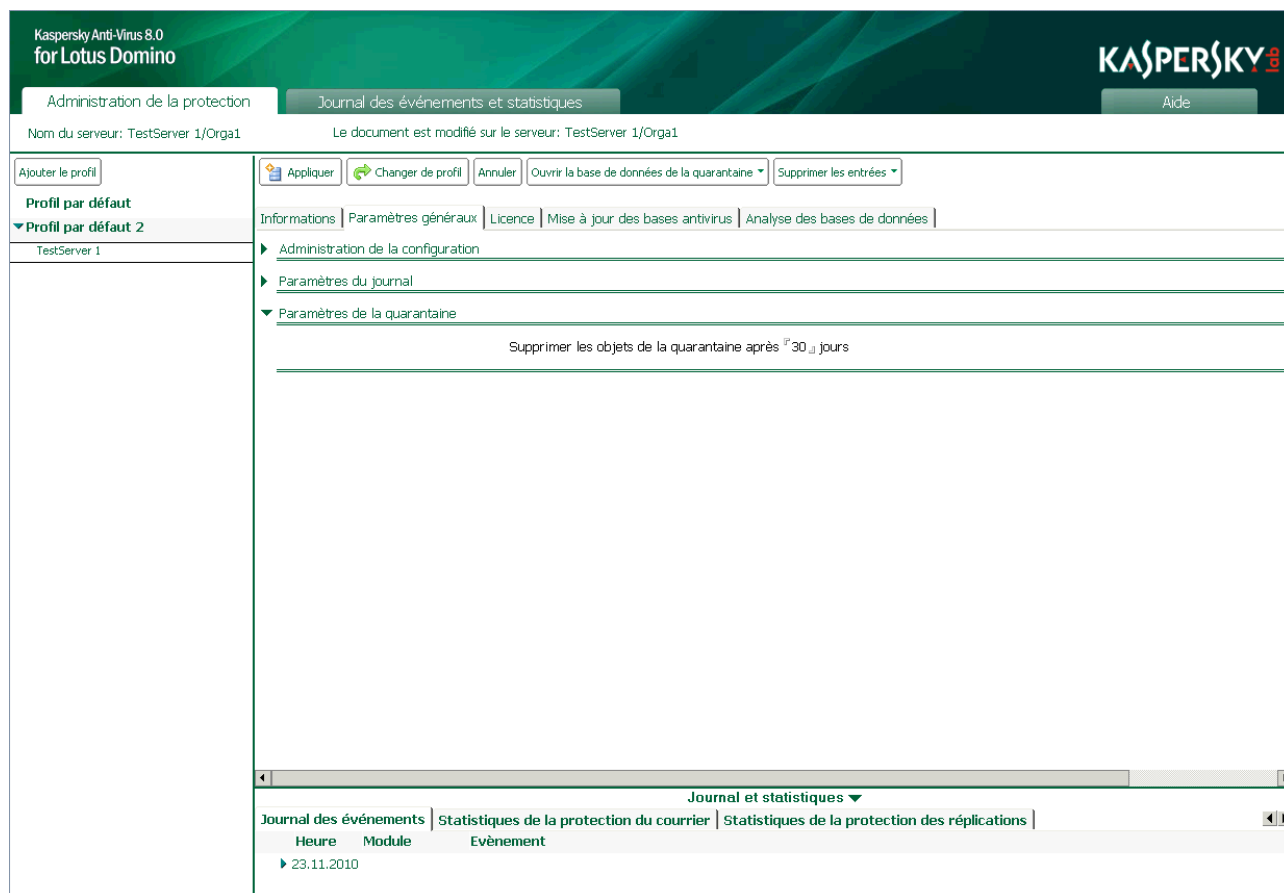 Kaspersky Anti-Virus 8.0
for Lotus Domino
KASPERSKY lab
Administration de la protection
Journal des événements et statistiques
Aide
Nom du serveur: TestServer 1/Orga1
Le document est modifié sur le serveur: TestServer 1/Orga1
Ajouter le profil
Appliquer
Changer de profil
Annuler
Ouvrir la base de données de la quarantaine
Supprimer les entrées
Profil par défaut
Profil par défaut 2
TestServer 1
Informations
Paramètres généraux
Licence
Mise à jour des bases antivirus
Analyse des bases de données
Administration de la configuration
Paramètres du journal
Paramètres de la quarantaine
Supprimer les objets de la quarantaine après 『30』 jours
Journal et statistiques
Journal des événements
Statistiques de la protection du courrier
Statistiques de la protection des réplications
Heure Module Evènement
23.11.2010